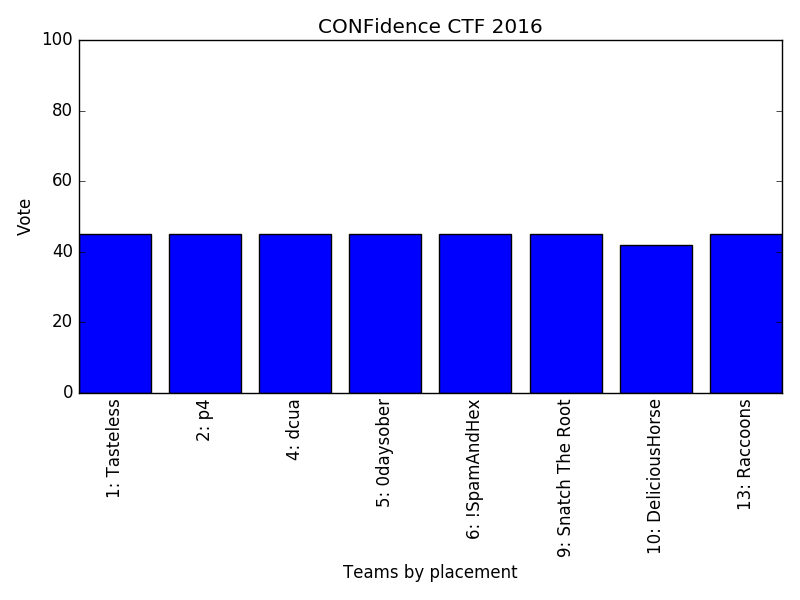 CONFidence CTF 2016
100
80
60
40
20
0
Vote
1: Tasteless
2: p4
4: dcua
5: 0daysober
6: !SpamAndHex
9: Snatch The Root
10: DeliciousHorse
13: Raccoons
Teams by placement